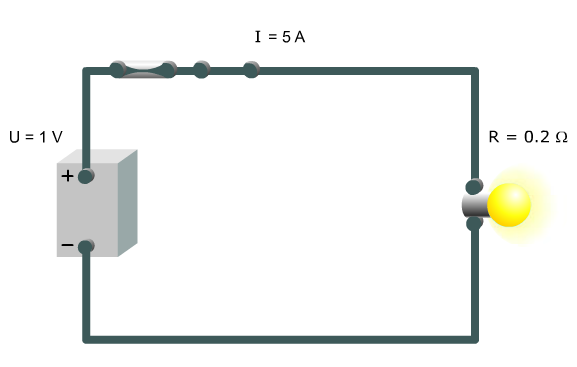 I = 5 A
U = 1 V
R = 0.2 Ω
+
−